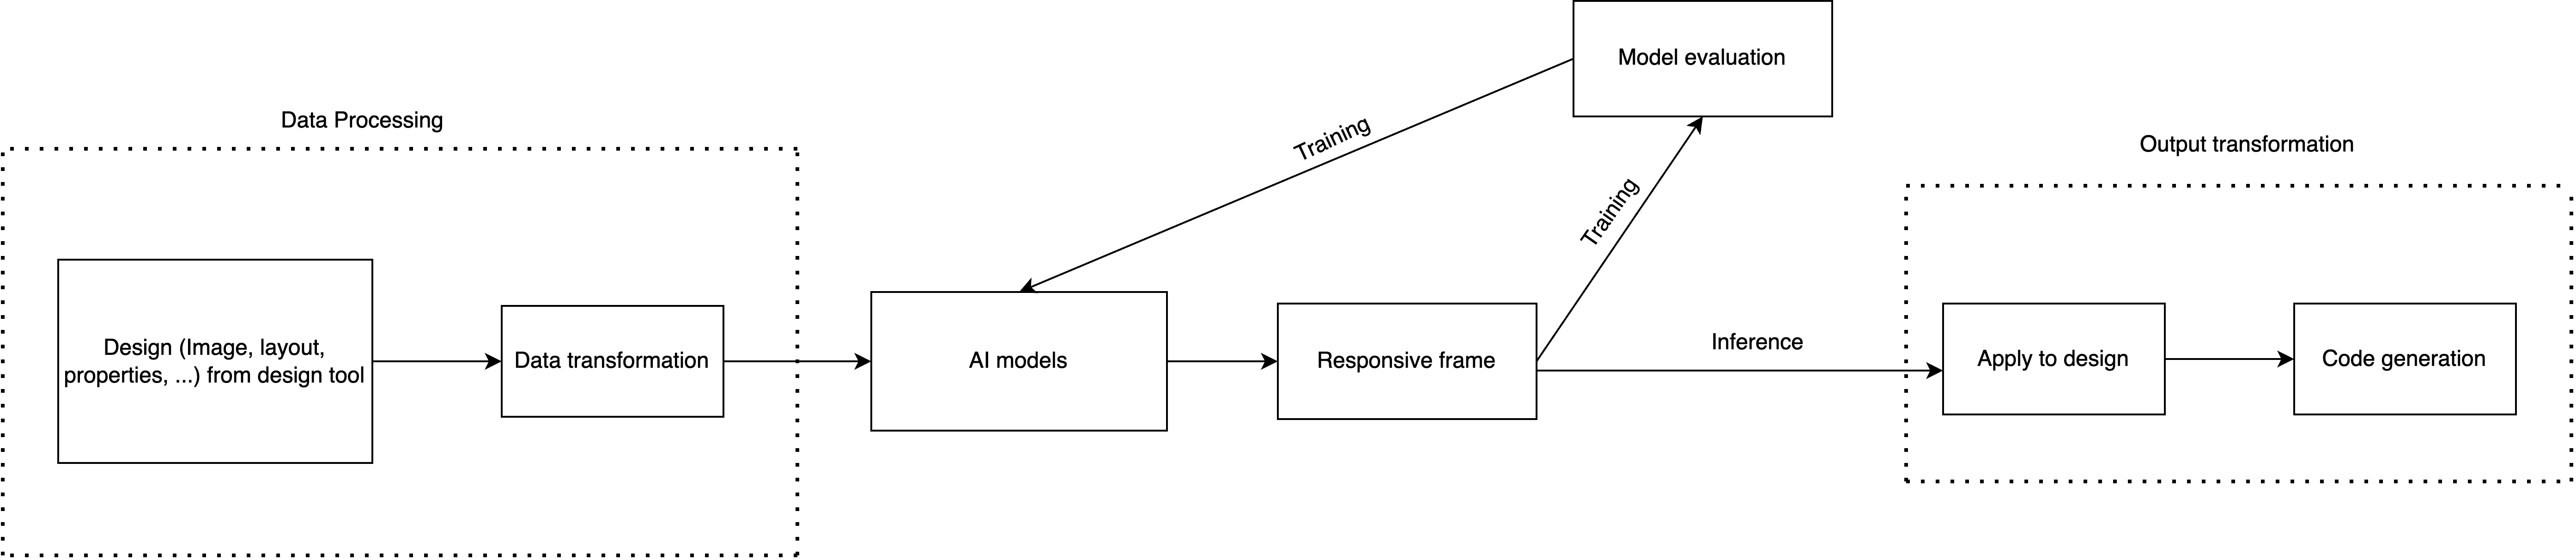 Model evaluation
Data Processing
Training
Output transformation
Training
Design (Image, layout,
properties, ...) from design tool
Data transformation
AI models
Responsive frame
Inference
Apply to design
Code generation